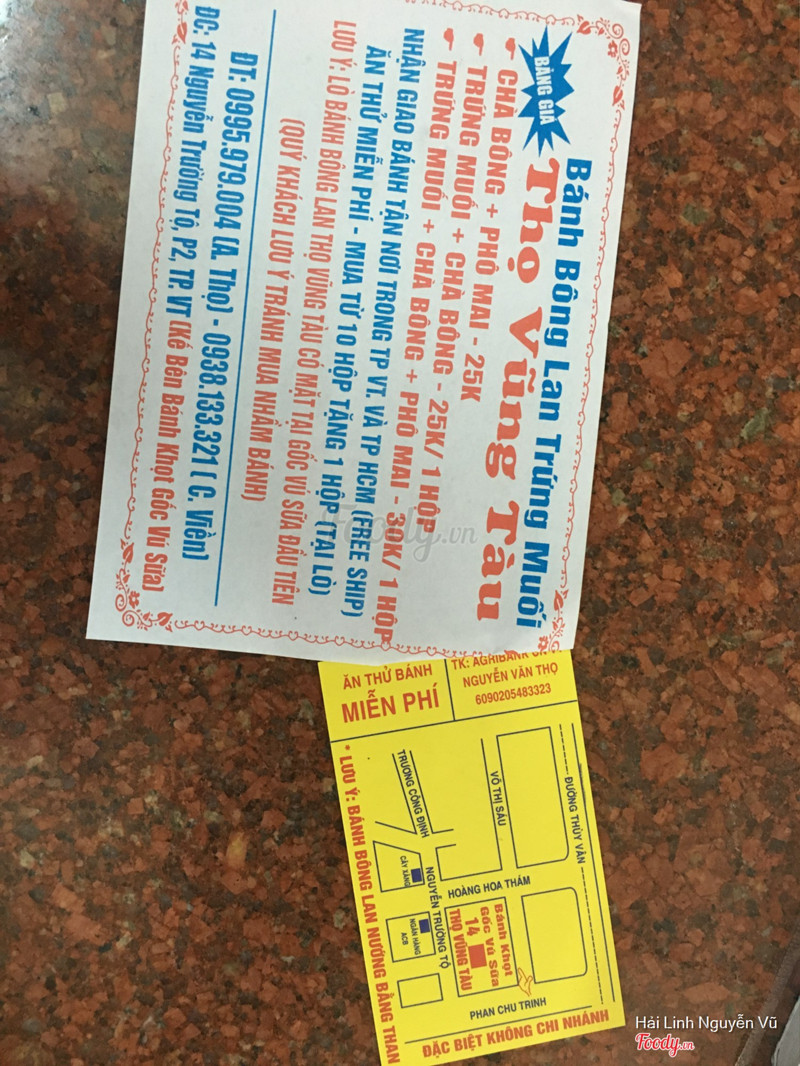 Bánh Bông Lan Trứng Muối
BẢNG GIÁ
Thọ Vũng Tàu
CHÀ BÔNG + PHÔ MAI - 25K
TRỨNG MUỐI + CHÀ BÔNG - 25K/ 1 HỘP
TRỨNG MUỐI + CHÀ BÔNG + PHÔ MAI - 30K/ 1 HỘP
NHẬN GIAO BÁNH TẬN NƠI TRONG TP VT. VÀ TP HCM (FREE SHIP)
ĂN THỬ MIỄN PHÍ - MUA TỪ 10 HỘP TẶNG 1 HỘP (TẠI LÒ)
LƯU Ý: LÒ BÁNH BÔNG LAN THỌ VŨNG TÀU CÓ MẶT TẠI GỐC VÚ SỮA ĐẦU TIÊN
(QUÝ KHÁCH LƯU Ý TRÁNH MUA NHẦM BÁNH)
ĐT: 0995.979.004 (A. Thọ) - 0938.133.321 ( C. Viên)
ĐC: 14 Nguyễn Trường Tộ, P2, TP. VT (Kế Bên Bánh Khọt Gốc Vú Sữa)
ĂN THỬ BÁNH
MIỄN PHÍ
TK: AGRIBANK
NGUYỄN VĂN THỌ
6090205483323
ĐƯỜNG THÙY VÂN
VÕ THỊ SÁU
TRƯƠNG CÔNG ĐỊNH
HOÀNG HOA THÁM
NGUYỄN TRƯỜNG TỘ
CÂY XĂNG
NGÂN HÀNG
ACB
Bánh Khọt
Gốc Vú Sữa
14
THỌ VŨNG TÀU
PHAN CHU TRINH
* LƯU Ý: BÁNH BÔNG LAN NƯỚNG BẰNG THAN
ĐẶC BIỆT KHÔNG CHI NHÁNH
Foody.vn
Hải Linh Nguyễn Vũ
Foody.vn